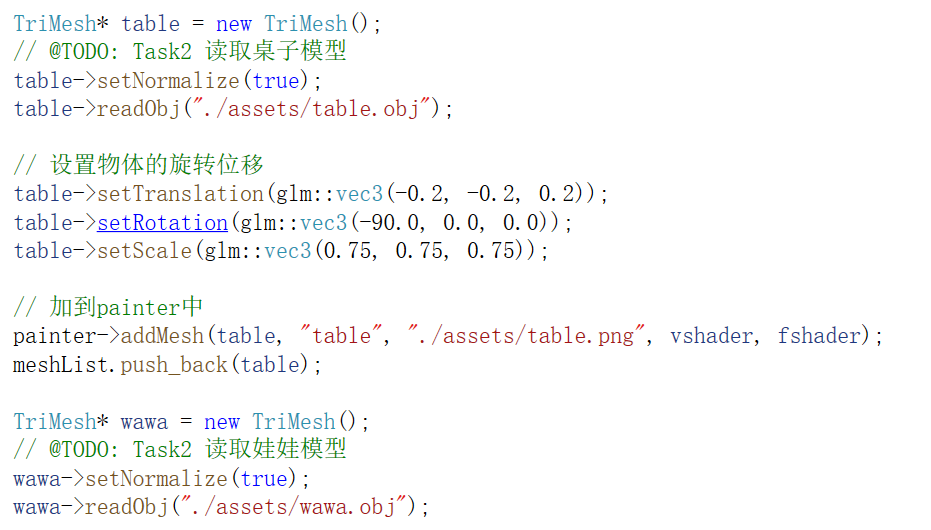 TriMesh* table = new TriMesh();
// @TODO: Task2 读取桌子模型
table->setNormalize(true);
table->readObj("./assets/table.obj");
// 设置物体的旋转位移
table->setTranslation(glm::vec3(-0.2, -0.2, 0.2));
table->setRotation(glm::vec3(-90.0, 0.0, 0.0));
table->setScale(glm::vec3(0.75, 0.75, 0.75));
// 加到painter中
painter->addMesh(table, "table", "./assets/table.png", vshader, fshader);
meshList.push_back(table);
TriMesh* wawa = new TriMesh();
// @TODO: Task2 读取娃娃模型
wawa->setNormalize(true);
wawa->readObj("./assets/wawa.obj");